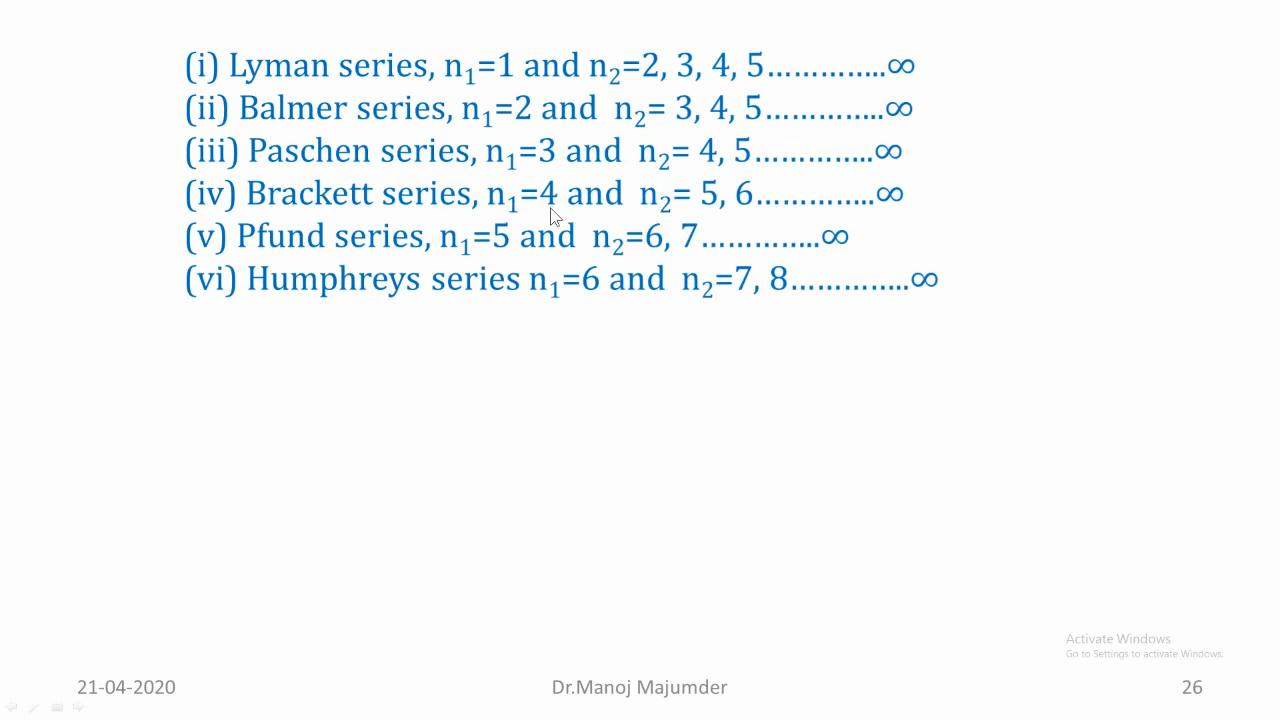 (i) Lyman series, n₁=1 and n₂=2, 3, 4, 5…………..∞
(ii) Balmer series, n₁=2 and n₂= 3, 4, 5…………..∞
(iii) Paschen series, n₁=3 and n₂= 4, 5…………..∞
(iv) Brackett series, n₁=4 and n₂= 5, 6…………..∞
(v) Pfund series, n₁=5 and n₂=6, 7…………..∞
(vi) Humphreys series n₁=6 and n₂=7, 8…………..∞
Activate Windows
Go to Settings to activate Windows.
21-04-2020
Dr.Manoj Majumder
26